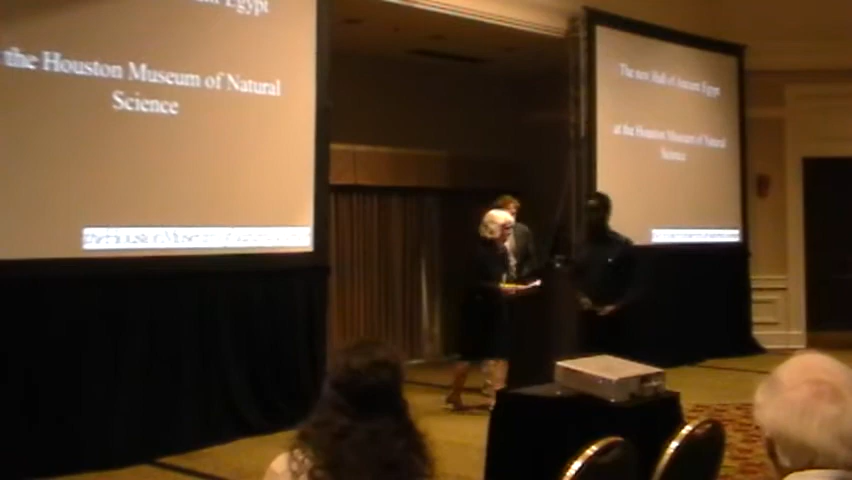 Egypt
the Houston Museum of Natural
Science
The new Hall of Ancient Egypt
at the Houston Museum of Natural
Science